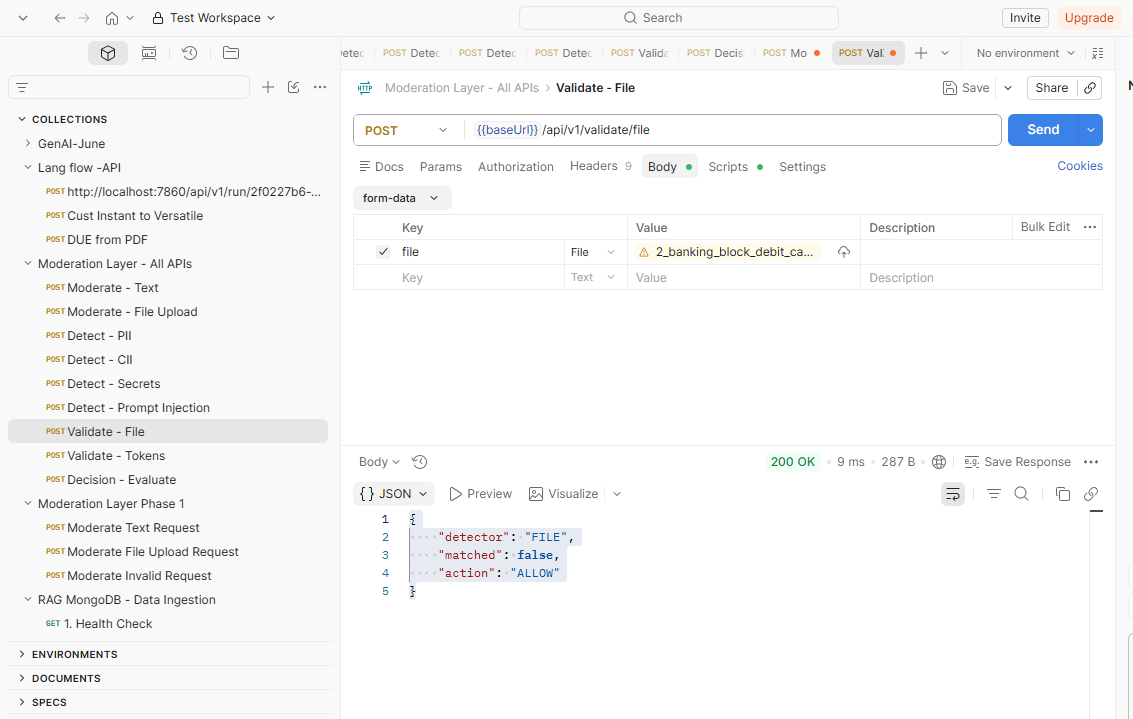 Test Workspace
Search
Invite
Upgrade
POST Detec
POST Detec
POST Detec
POST Valida
POST Decis
POST Mo
POST Val
No environment
COLLECTIONS
GenAI-June
Lang flow -API
POST http://localhost:7860/api/v1/run/2f0227b6-...
POST Cust Instant to Versatile
POST DUE from PDF
Moderation Layer - All APIs
POST Moderate - Text
POST Moderate - File Upload
POST Detect - PII
POST Detect - CII
POST Detect - Secrets
POST Detect - Prompt Injection
POST Validate - File
POST Validate - Tokens
POST Decision - Evaluate
Moderation Layer Phase 1
POST Moderate Text Request
POST Moderate File Upload Request
POST Moderate Invalid Request
RAG MongoDB - Data Ingestion
GET 1. Health Check
ENVIRONMENTS
DOCUMENTS
SPECS
HTTP Moderation Layer - All APIs > Validate - File
Save
Share
POST {{baseUrl}} /api/v1/validate/file
Send
Docs Params Authorization Headers 9 Body Scripts Settings
Cookies
form-data
Key Value Description Bulk Edit
file File 2_banking_block_debit_ca...
Key Text Value Description
Body
200 OK • 9 ms • 287 B
e.g. Save Response
{} JSON Preview Visualize
1 {
2 "detector": "FILE",
3 "matched": false,
4 "action": "ALLOW"
5 }